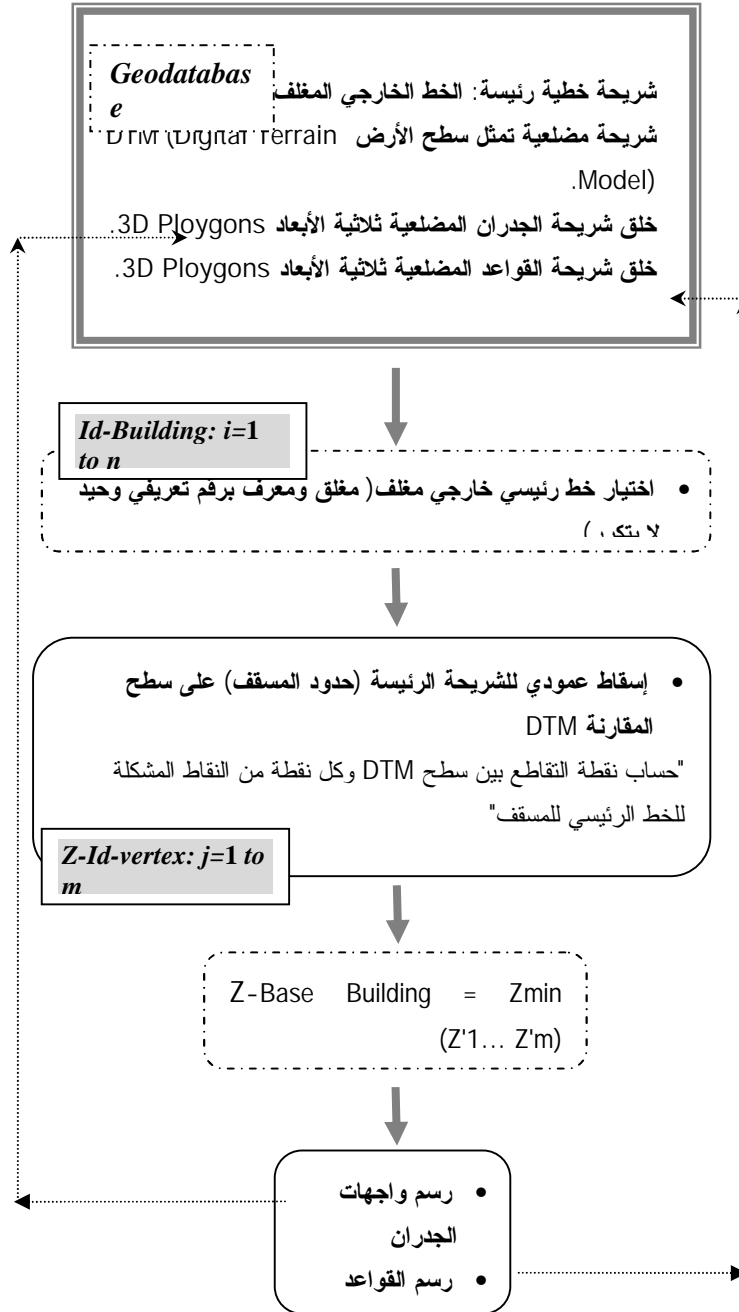 Geodatabas
e
شريحة خطية رئيسة: الخط الخارجي المغلف
شريحة مضلعية تمثل سطح الأرض DTM (Digital Terrain
Model).
خلق شريحة الجدران المضلعية ثلاثية الأبعاد 3D Ploygons.
خلق شريحة القواعد المضلعية ثلاثية الأبعاد 3D Ploygons.
Id-Building: i=1
to n
• اختيار خط رئيسي خارجي مغلف( مغلق ومعرف برقم تعريفي وحيد
لا يتكرر)
• إسقاط عمودي للشريحة الرئيسة (حدود المسقف) على سطح
المقارنة DTM
"حساب نقطة التقاطع بين سطح DTM وكل نقطة من النقاط المشكلة
للخط الرئيسي للمسقف"
Z-Id-vertex: j=1 to
m
Z-Base Building = Zmin
(Z'1... Z'm)
• رسم واجهات
الجدران
• رسم القواعد